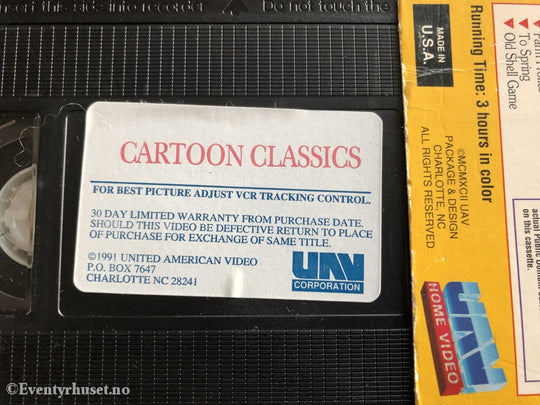 nsert this side into recorder
Do not touch the
CARTOON CLASSICS
FOR BEST PICTURE ADJUST VCR TRACKING CONTROL.
30 DAY LIMITED WARRANTY FROM PURCHASE DATE.
SHOULD THIS VIDEO BE DEFECTIVE RETURN TO PLACE
OF PURCHASE FOR EXCHANGE OF SAME TITLE.
©1991 UNITED AMERICAN VIDEO
P.O. BOX 7647
CHARLOTTE NC 28241
UAV
CORPORATION
To Spring
Old Shell Game
MADE IN
U.S.A.
Running Time: 3 hours in color
©MCMXCII UAV
PACKAGE & DESIGN
CHARLOTTE, NC
ALL RIGHTS RESERVED
actual Public Domain
on this cassette.
UAV
HOME VIDEO
©Eventyrhuset.no